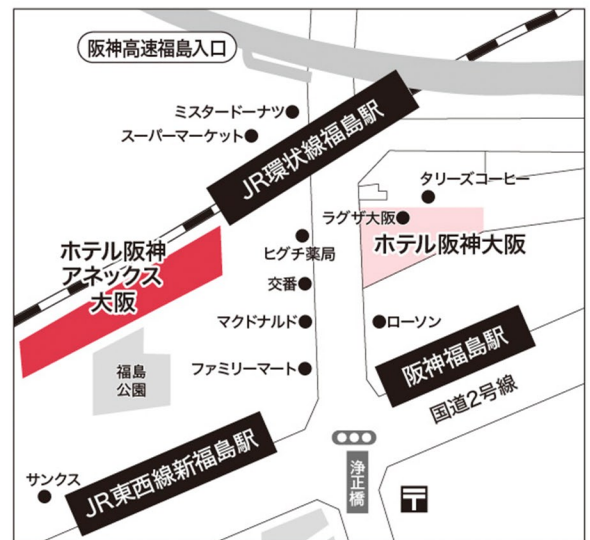 阪神高速福島入口
ミスタードーナツ
スーパーマーケット
JR環状線福島駅
タリーズコーヒー
ラグザ大阪
ホテル阪神大阪
ホテル阪神
アネックス
大阪
ヒグチ薬局
交番
マクドナルド
ローソン
阪神福島駅
ファミリーマート
福島
公園
国道2号線
JR東西線新福島駅
浄正橋
サンクス
〒